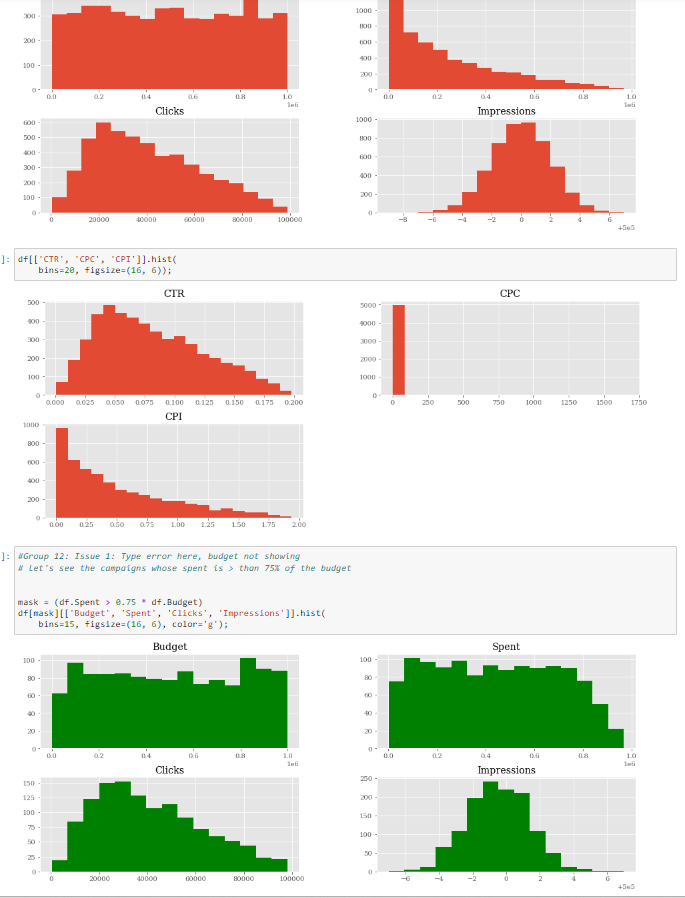 300 1000
800
200 600
100 400
200
0 0
0.0 0.2 0.4 0.6 0.8 1.0 0.0 0.2 0.4 0.6 0.8 1.0
1e6 1e6
Clicks Impressions
600 1000
500 800
400 600
300 400
200 200
100
0 0
0 20000 40000 60000 80000 100000 −8 −6 −4 −2 0 2 4 6
+5e5
]: df[['CTR', 'CPC', 'CPI']].hist(
bins=20, figsize=(16, 6));
CTR CPC
500 5000
400 4000
300 3000
200 2000
100 1000
0 0
0.000 0.025 0.050 0.075 0.100 0.125 0.150 0.175 0.200 0 250 500 750 1000 1250 1500 1750
CPI
1000
800
600
400
200
0
0.00 0.25 0.50 0.75 1.00 1.25 1.50 1.75 2.00
]: #Group 12: Issue 1: Type error here, budget not showing
# let's see the campaigns whose spent is > than 75% of the budget
mask = (df.Spent > 0.75 * df.Budget)
df[mask][['Budget', 'Spent', 'Clicks', 'Impressions']].hist(
bins=15, figsize=(16, 6), color='g');
Budget Spent
100 100
80 80
60 60
40 40
20 20
0 0
0.0 0.2 0.4 0.6 0.8 1.0 0.0 0.2 0.4 0.6 0.8 1.0
1e6 1e6
Clicks Impressions
150 250
125 200
100 150
75 100
50 50
25
0 0
0 20000 40000 60000 80000 100000 −6 −4 −2 0 2 4 6
+5e5